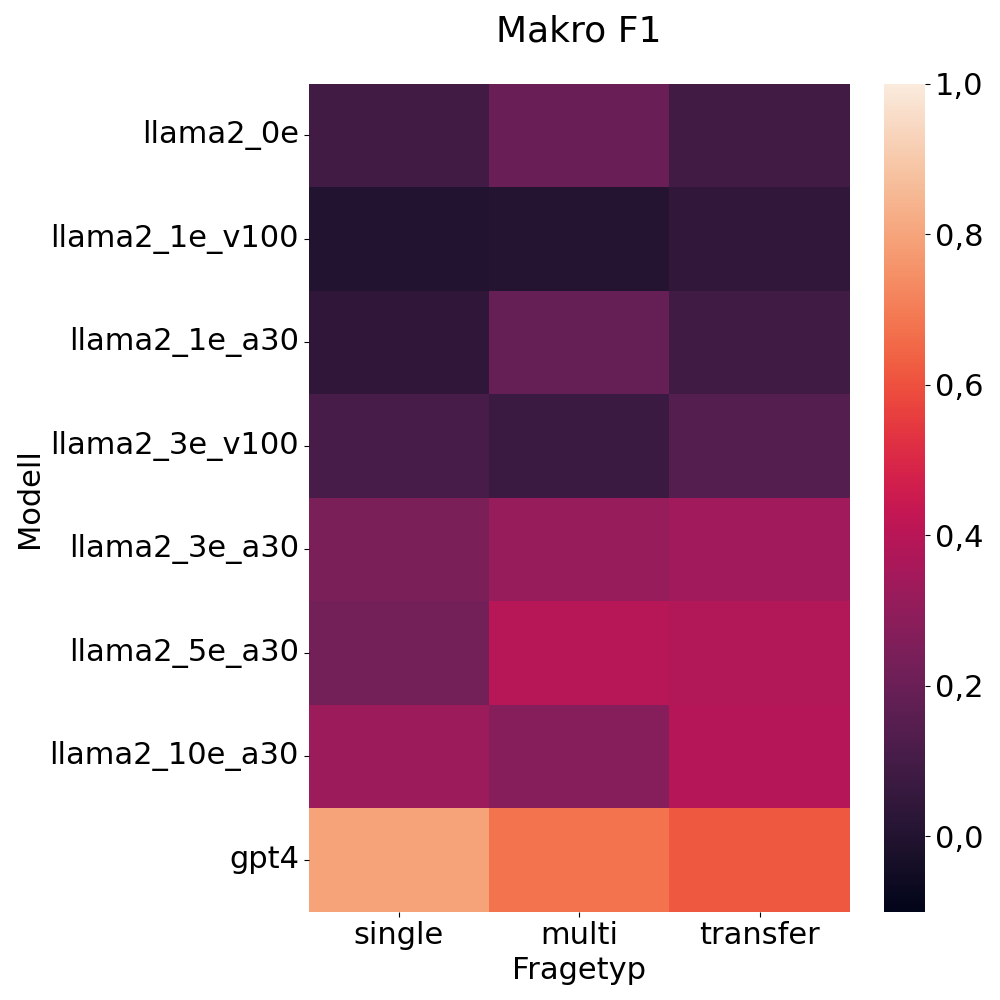 Makro F1
Modell
llama2_0e
llama2_1e_v100
llama2_1e_a30
llama2_3e_v100
llama2_3e_a30
llama2_5e_a30
llama2_10e_a30
gpt4
single multi transfer
Fragetyp
1,0
0,8
0,6
0,4
0,2
0,0